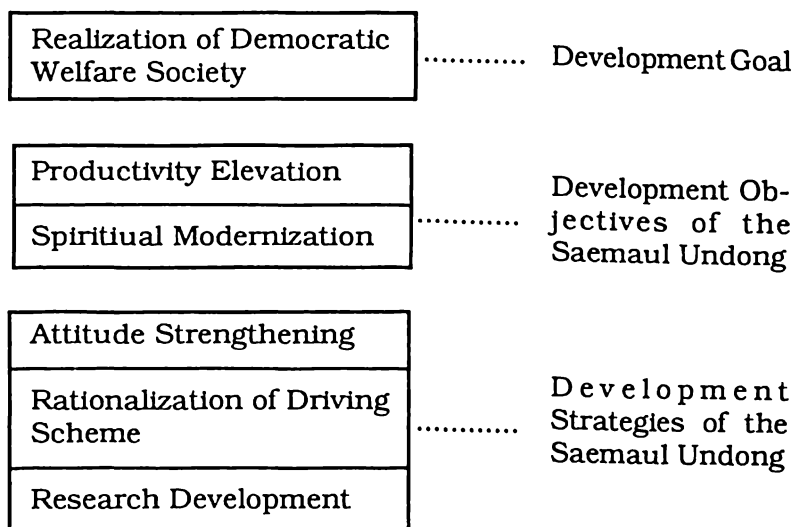 Realization of Democratic
Welfare Society
............ Development Goal
Productivity Elevation
Spiritiual Modernization
............ Development Ob-
jectives of the
Saemaul Undong
Attitude Strengthening
Rationalization of Driving
Scheme
Research Development
............ Development
Strategies of the
Saemaul Undong